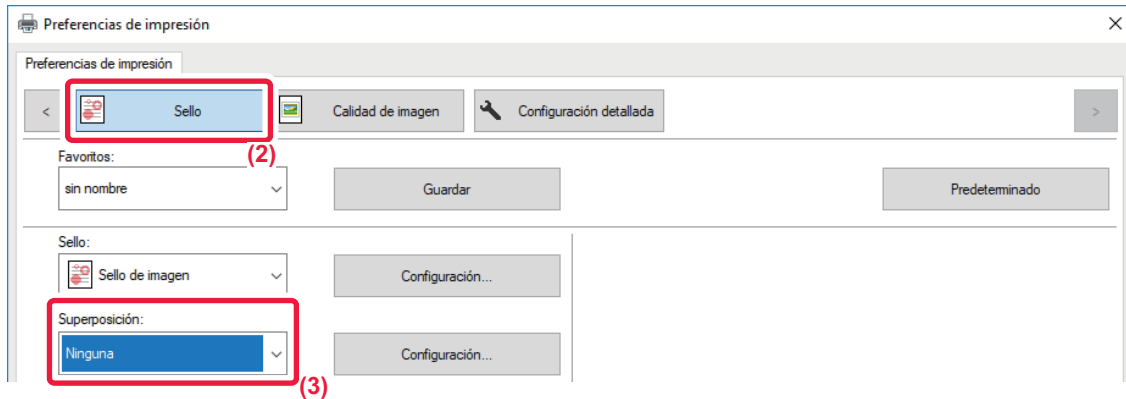 Preferencias de impresión
Preferencias de impresión
< Sello Calidad de imagen Configuración detallada >
(2)
Favoritos:
sin nombre Guardar Predeterminado
Sello:
Sello de imagen Configuración...
Superposición:
Ninguna Configuración...
(3)